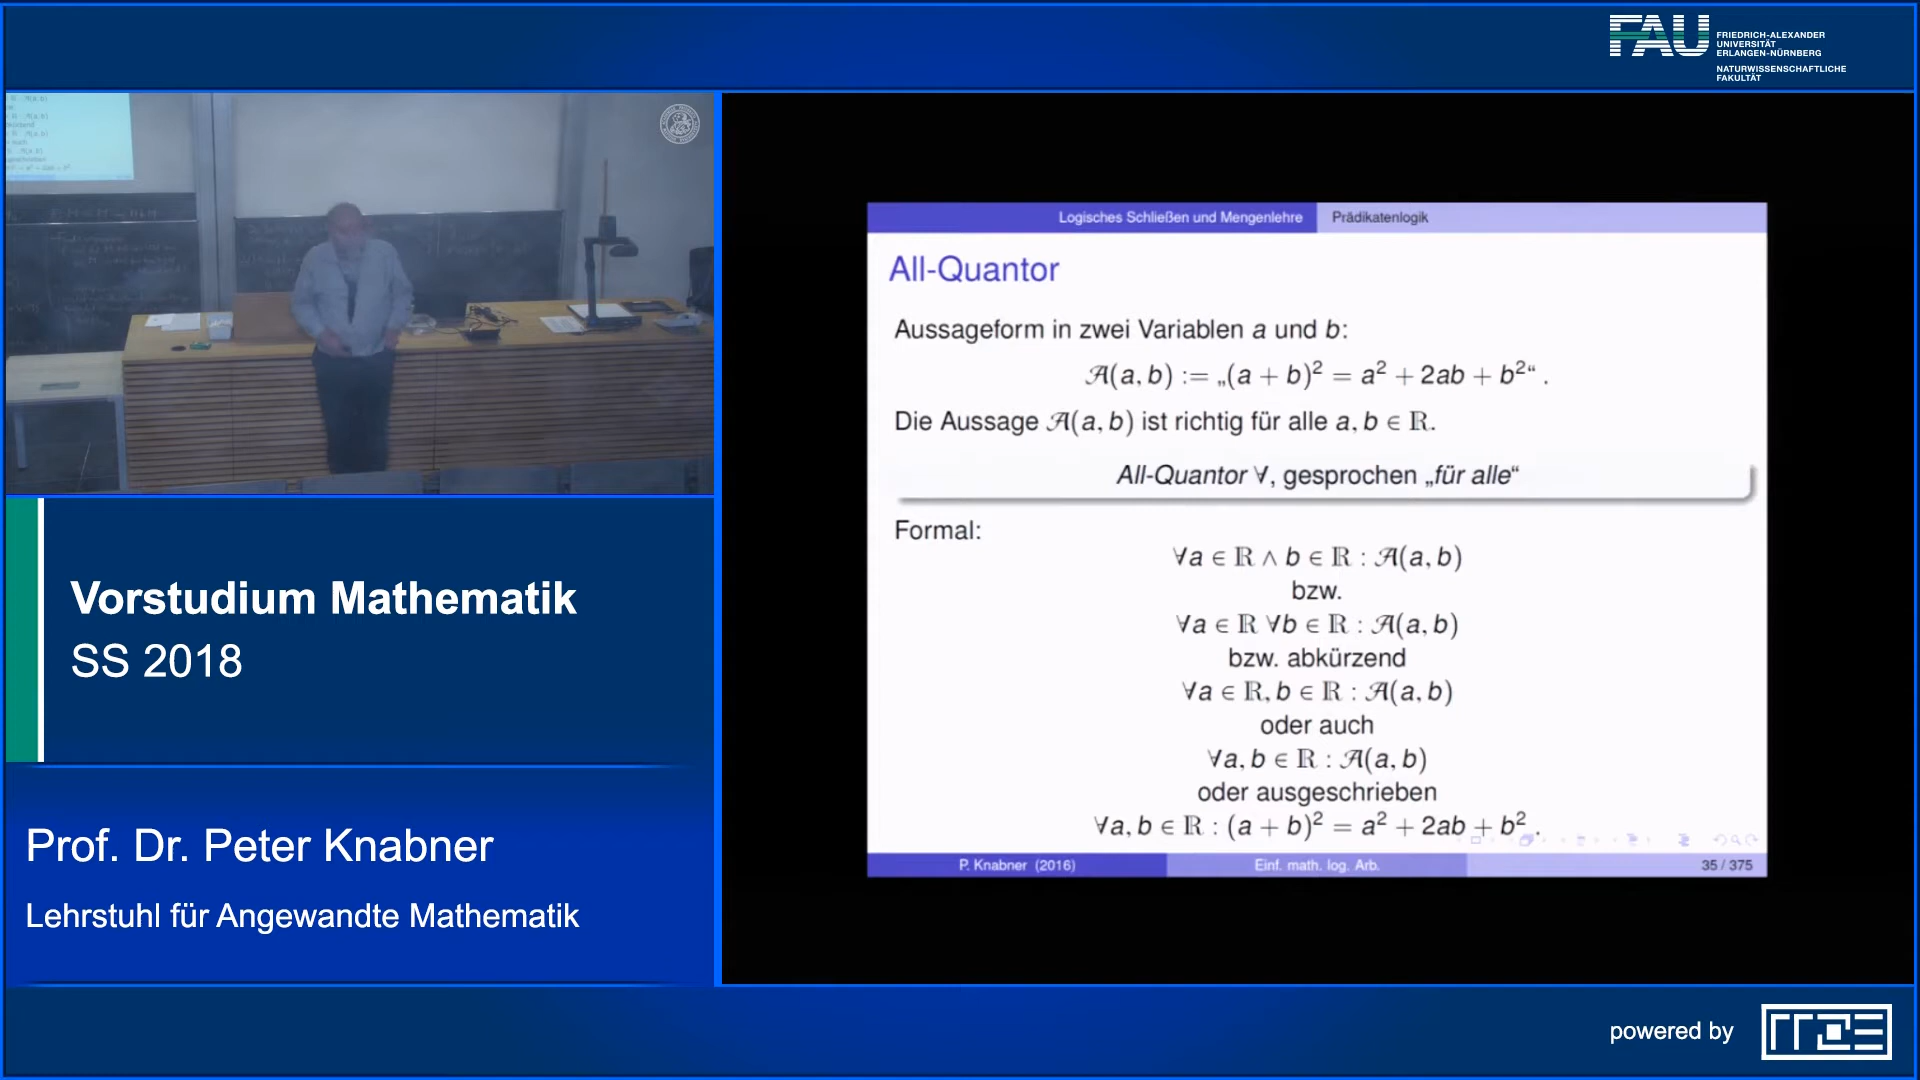 FAU
FRIEDRICH-ALEXANDER
UNIVERSITÄT
ERLANGEN-NÜRNBERG
NATURWISSENSCHAFTLICHE
FAKULTÄT
Logisches Schließen und Mengenlehre Prädikatenlogik
All-Quantor
Aussageform in zwei Variablen a und b:
𝒜(a, b) := „(a + b)² = a² + 2ab + b²“ .
Die Aussage 𝒜(a, b) ist richtig für alle a, b ∈ ℝ.
All-Quantor ∀, gesprochen „für alle“
Formal:
∀a ∈ ℝ ∧ b ∈ ℝ : 𝒜(a, b)
bzw.
∀a ∈ ℝ ∀b ∈ ℝ : 𝒜(a, b)
bzw. abkürzend
∀a ∈ ℝ, b ∈ ℝ : 𝒜(a, b)
oder auch
∀a, b ∈ ℝ : 𝒜(a, b)
oder ausgeschrieben
∀a, b ∈ ℝ : (a + b)² = a² + 2ab + b² .
P. Knabner (2016) Einf. math. log. Arb. 35 / 375
Vorstudium Mathematik
SS 2018
Prof. Dr. Peter Knabner
Lehrstuhl für Angewandte Mathematik
powered by
rrze